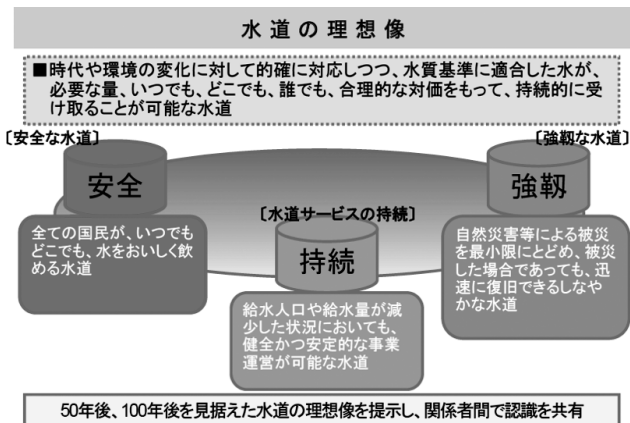 水道の理想像
■時代や環境の変化に対して的確に対応しつつ、水質基準に適合した水が、
必要な量、いつでも、どこでも、誰でも、合理的な対価をもって、持続的に受
け取ることが可能な水道
〔安全な水道〕
安全
全ての国民が、いつでも
どこでも、水をおいしく飲
める水道
〔水道サービスの持続〕
持続
給水人口や給水量が減
少した状況においても、
健全かつ安定的な事業
運営が可能な水道
〔強靱な水道〕
強靱
自然災害等による被災
を最小限にとどめ、被災
した場合であっても、迅
速に復旧できるしなや
かな水道
50年後、100年後を見据えた水道の理想像を提示し、関係者間で認識を共有